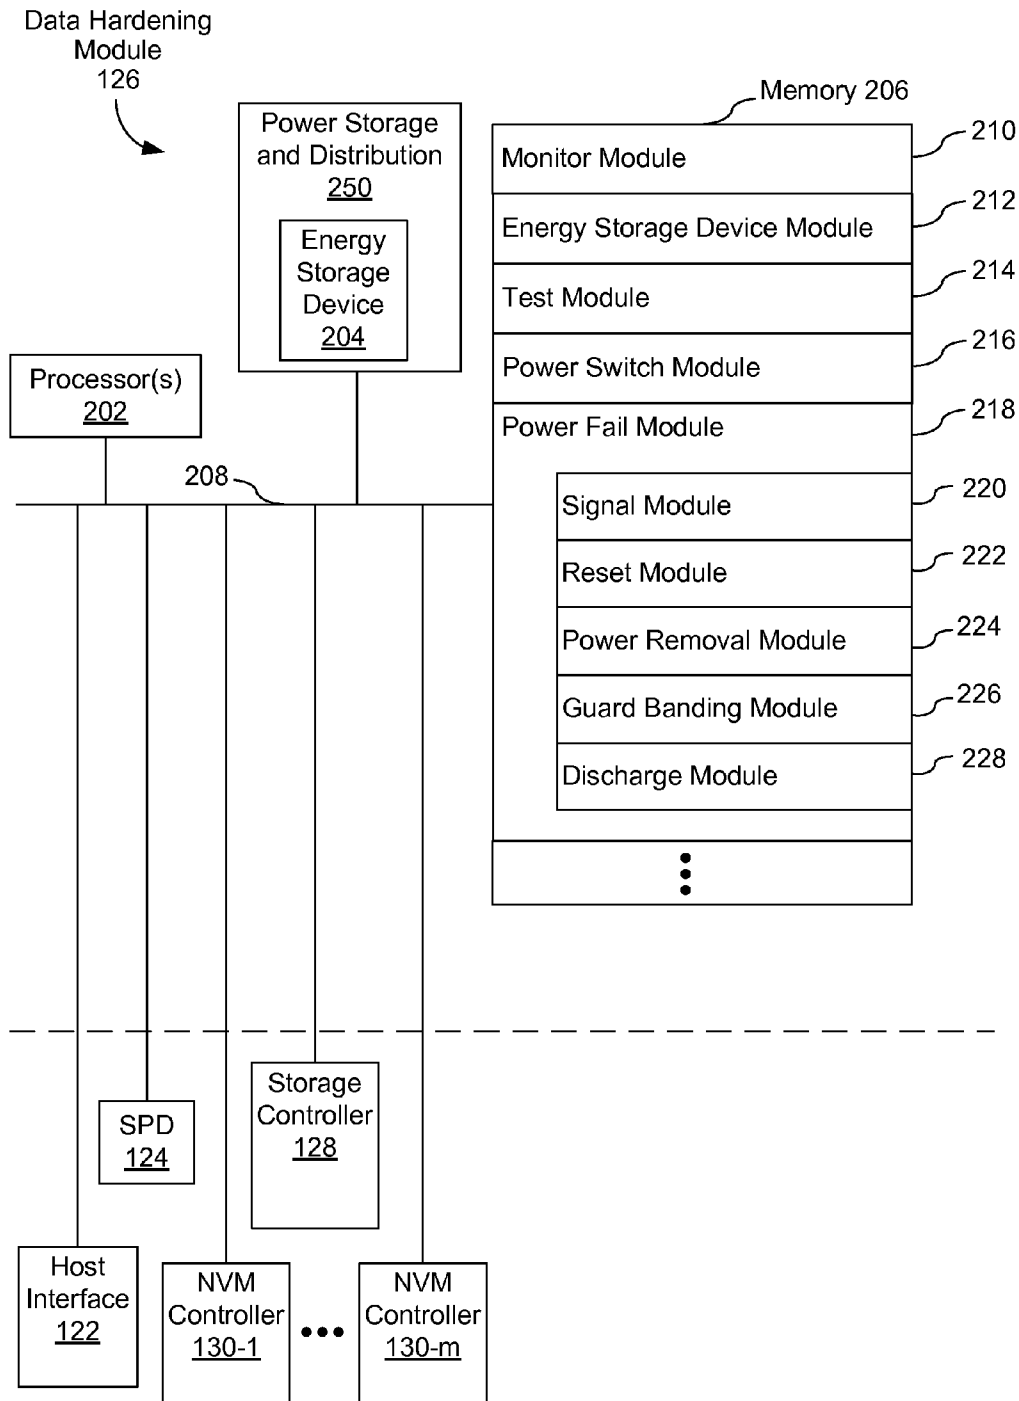 Data Hardening
Module
126
Power Storage
and Distribution
250
Energy
Storage
Device
204
Processor(s)
202
208
Memory 206
Monitor Module
210
Energy Storage Device Module
212
Test Module
214
Power Switch Module
216
Power Fail Module
218
Signal Module
220
Reset Module
222
Power Removal Module
224
Guard Banding Module
226
Discharge Module
228
Storage
Controller
128
SPD
124
Host
Interface
122
NVM
Controller
130-1
NVM
Controller
130-m